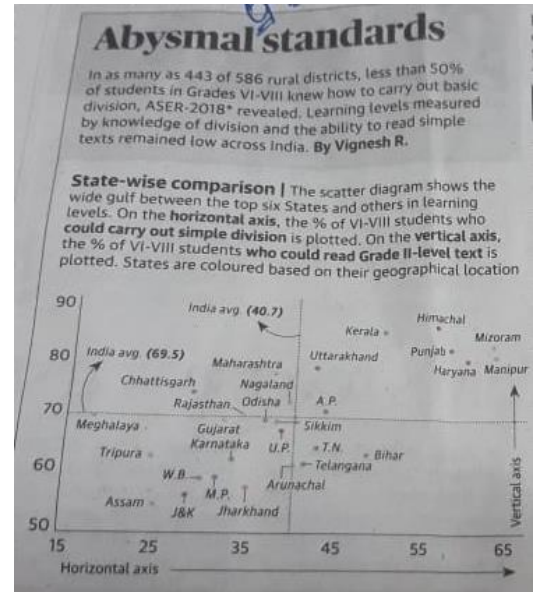 Abysmal standards
In as many as 443 of 586 rural districts, less than 50%
of students in Grades VI-VIII knew how to carry out basic
division, ASER-2018* revealed. Learning levels measured
by knowledge of division and the ability to read simple
texts remained low across India. By Vignesh R.
State-wise comparison | The scatter diagram shows the
wide gulf between the top six States and others in learning
levels. On the horizontal axis, the % of VI-VIII students who
could carry out simple division is plotted. On the vertical axis,
the % of VI-VIII students who could read Grade II-level text is
plotted. States are coloured based on their geographical location
90
India avg. (40.7)
Himachal
Kerala
Mizoram
80
India avg. (69.5)
Maharashtra
Uttarakhand
Punjab
Haryana
Manipur
Chhattisgarh
Nagaland
Rajasthan
Odisha
A.P.
70
Meghalaya
Gujarat
Sikkim
Karnataka
U.P.
T.N.
Tripura
Bihar
60
Telangana
W.B.
Arunachal
M.P.
Assam
J&K
Jharkhand
Vertical axis
50
15
25
35
45
55
65
Horizontal axis